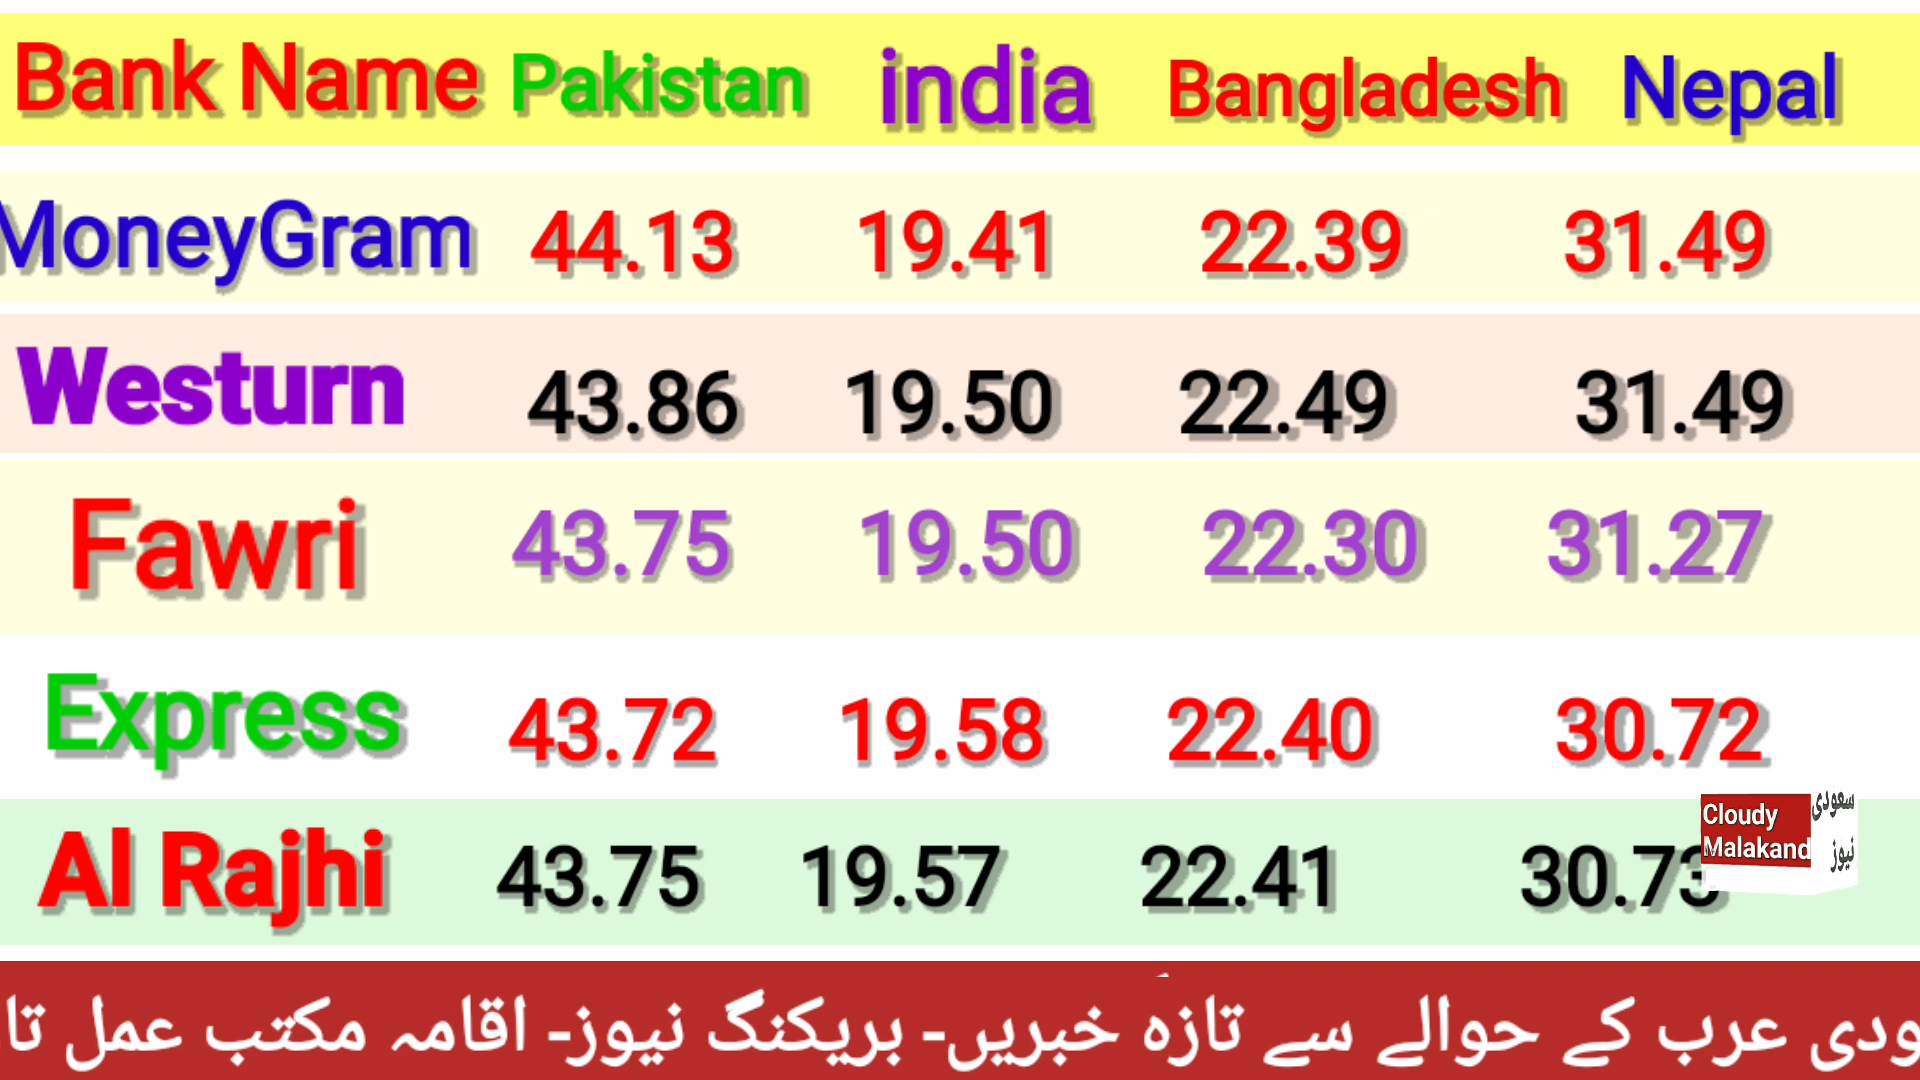 Bank Name Pakistan india Bangladesh Nepal
MoneyGram 44.13 19.41 22.39 31.49
Westurn 43.86 19.50 22.49 31.49
Fawri 43.75 19.50 22.30 31.27
Express 43.72 19.58 22.40 30.72
Al Rajhi 43.75 19.57 22.41 30.73
Cloudy
Malakand
سعودی
نیوز
ودی عرب کے حوالے سے تازہ خبریں- بریکنگ نیوز- اقامہ مکتب عمل تا